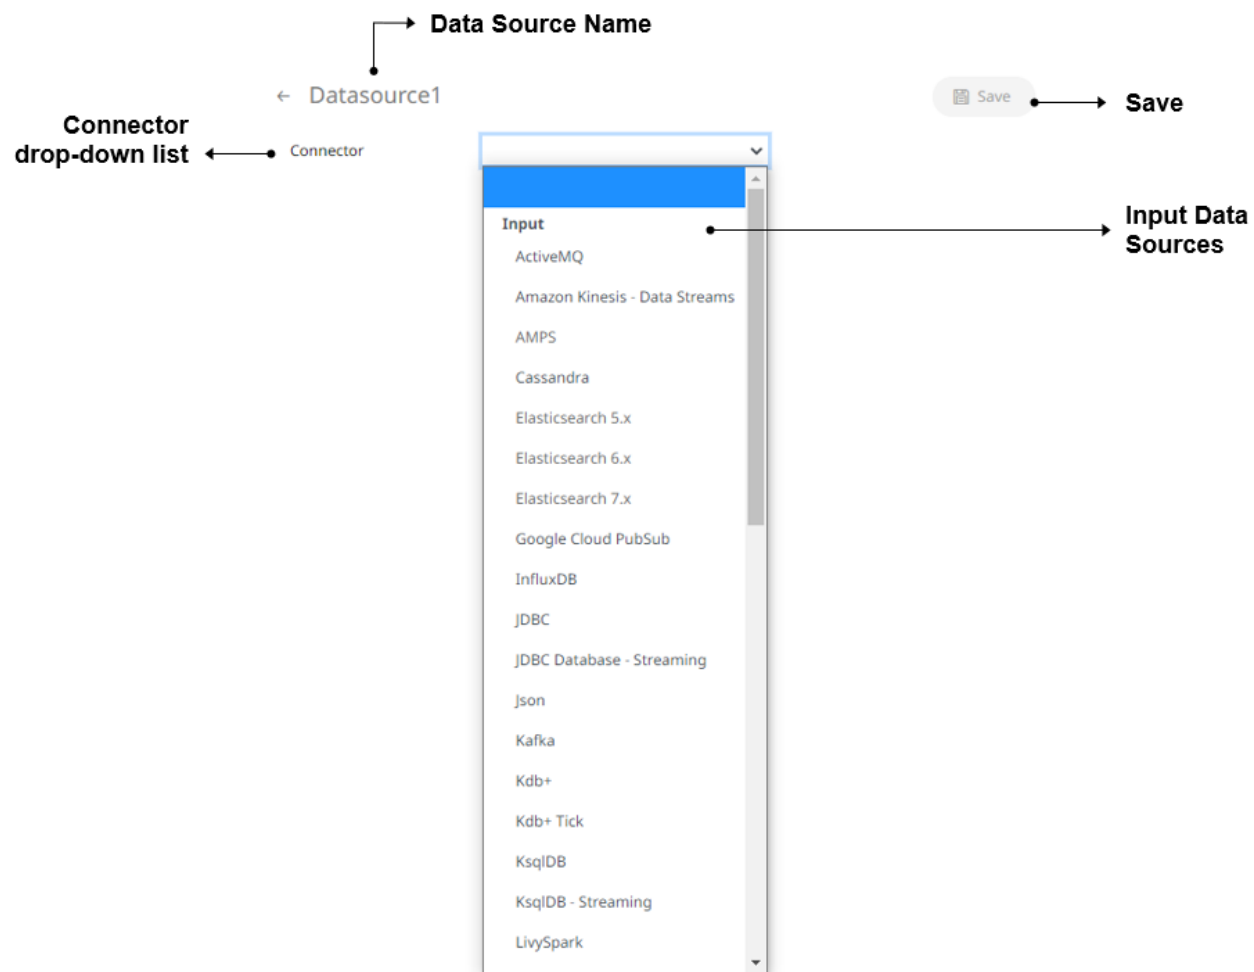 Data Source Name
Datasource1
Save
Save
Connector
drop-down list
Connector
Input
Input Data
Sources
ActiveMQ
Amazon Kinesis - Data Streams
AMPS
Cassandra
Elasticsearch 5.x
Elasticsearch 6.x
Elasticsearch 7.x
Google Cloud PubSub
InfluxDB
JDBC
JDBC Database - Streaming
Json
Kafka
Kdb+
Kdb+ Tick
KsqlDB
KsqlDB - Streaming
LivySpark